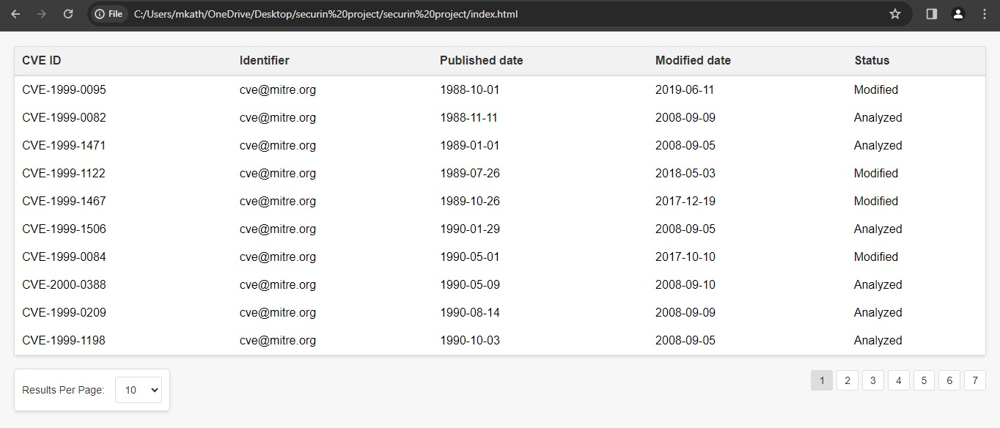 File C:/Users/mkath/OneDrive/Desktop/securin%20project/securin%20project/index.html
CVE ID Identifier Published date Modified date Status
CVE-1999-0095 cve@mitre.org 1988-10-01 2019-06-11 Modified
CVE-1999-0082 cve@mitre.org 1988-11-11 2008-09-09 Analyzed
CVE-1999-1471 cve@mitre.org 1989-01-01 2008-09-05 Analyzed
CVE-1999-1122 cve@mitre.org 1989-07-26 2018-05-03 Modified
CVE-1999-1467 cve@mitre.org 1989-10-26 2017-12-19 Modified
CVE-1999-1506 cve@mitre.org 1990-01-29 2008-09-05 Analyzed
CVE-1999-0084 cve@mitre.org 1990-05-01 2017-10-10 Modified
CVE-2000-0388 cve@mitre.org 1990-05-09 2008-09-10 Analyzed
CVE-1999-0209 cve@mitre.org 1990-08-14 2008-09-09 Analyzed
CVE-1999-1198 cve@mitre.org 1990-10-03 2008-09-05 Analyzed
Results Per Page: 10 1 2 3 4 5 6 7